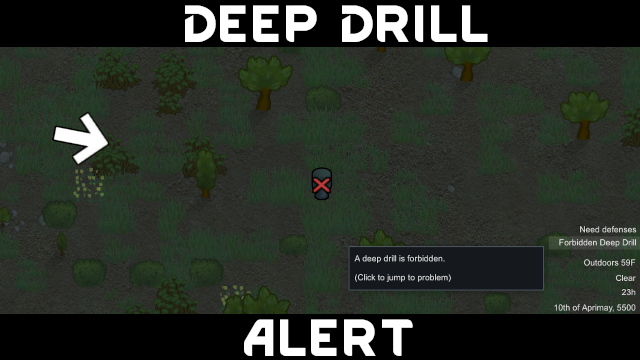 DEEP DRILL
Need defenses
Forbidden Deep Drill
A deep drill is forbidden.
(Click to jump to problem)
Outdoors 59F
Clear
23h
10th of Aprimay, 5500
ALERT